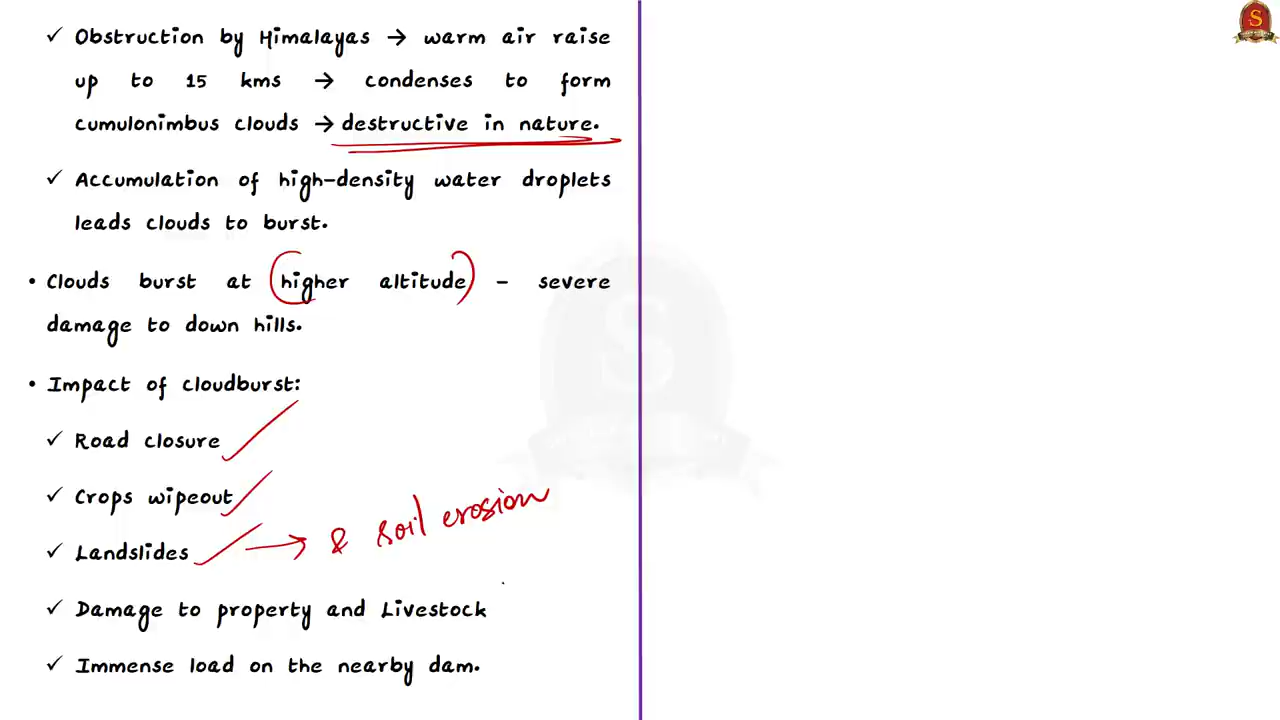 ✓ Obstruction by Himalayas → warm air raise
up to 15 kms → condenses to form
cumulonimbus clouds → destructive in nature.
✓ Accumulation of high-density water droplets
leads clouds to burst.
• Clouds burst at higher altitude - severe
damage to down hills.
• Impact of cloudburst:
✓ Road closure
✓ Crops wipeout
✓ Landslides → & soil erosion
✓ Damage to property and Livestock
✓ Immense load on the nearby dam.
S